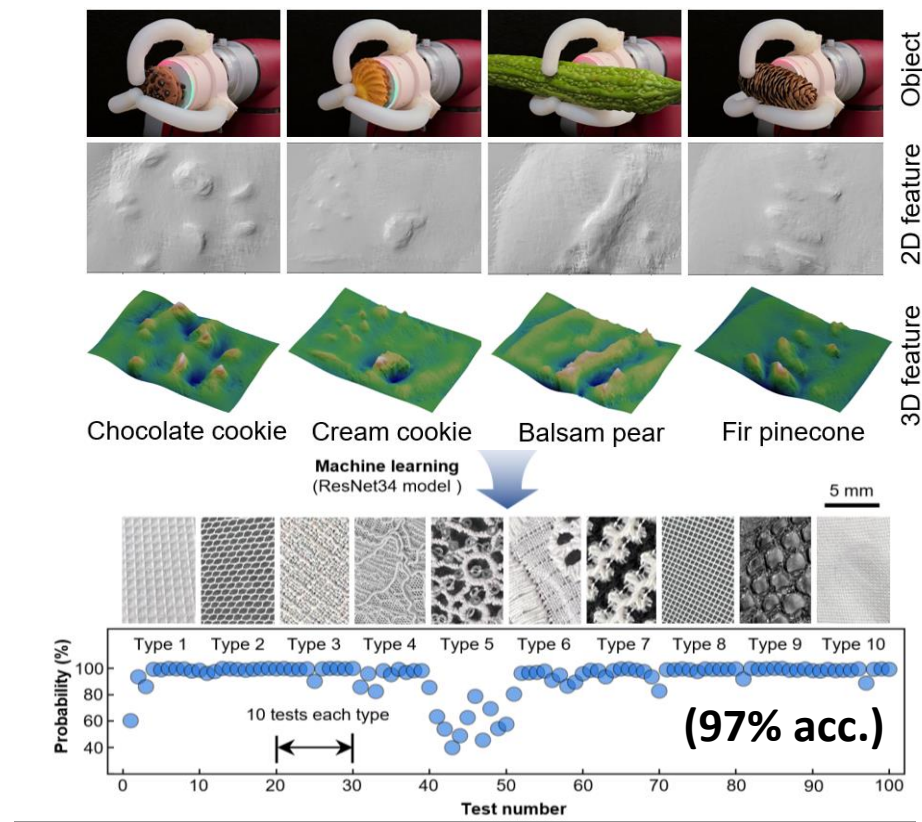 Object
2D feature
3D feature
Chocolate cookie Cream cookie Balsam pear Fir pinecone
Machine learning
(ResNet34 model )
5 mm
Type 1 Type 2 Type 3 Type 4 Type 5 Type 6 Type 7 Type 8 Type 9 Type 10
Probability (%)
100
80
60
40
10 tests each type
(97% acc.)
0 10 20 30 40 50 60 70 80 90 100
Test number